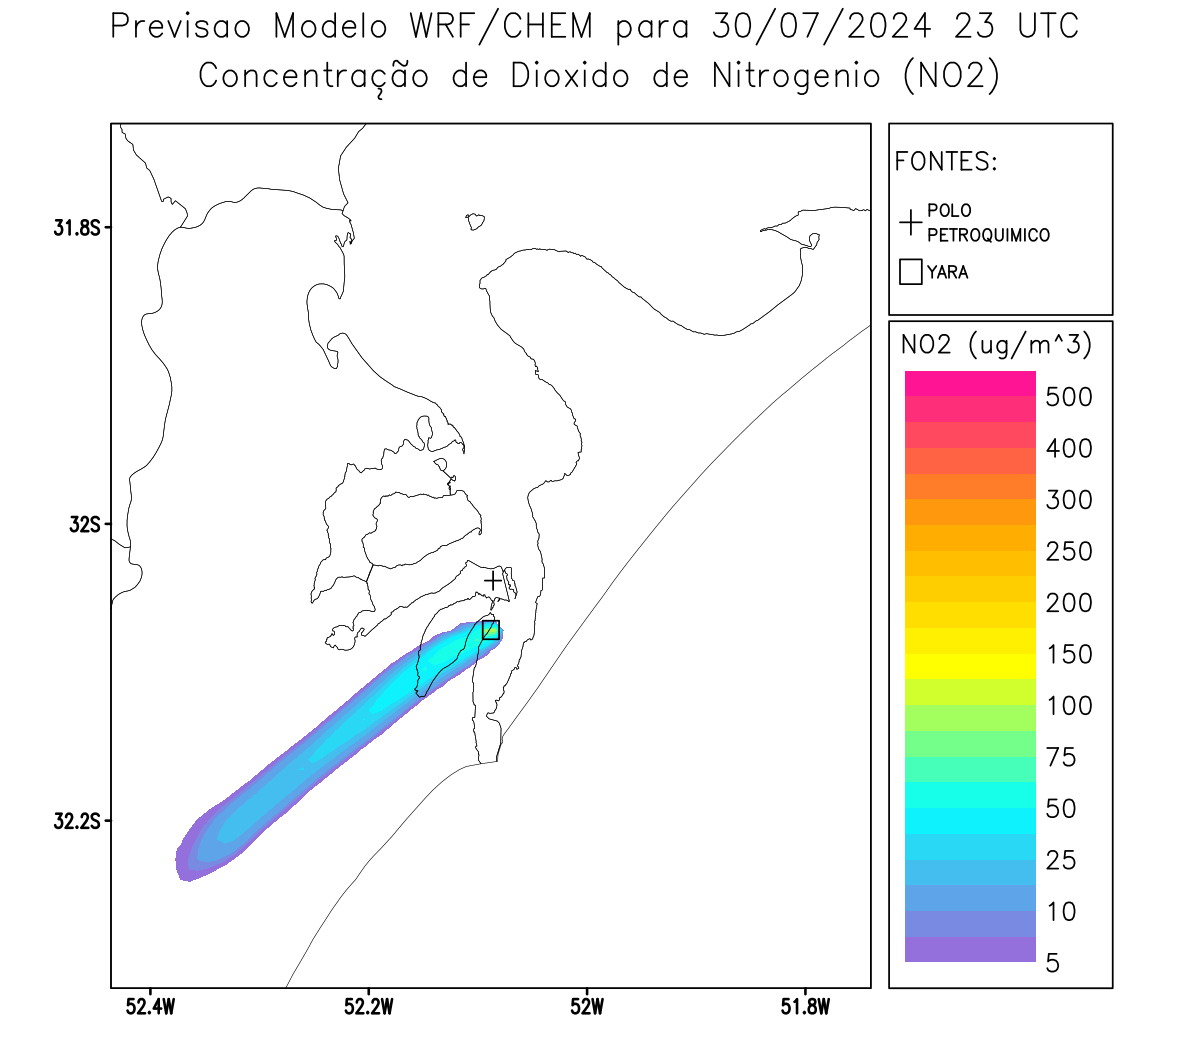 Previsao Modelo WRF/CHEM para 30/07/2024 23 UTC
Concentração de Dioxido de Nitrogenio (NO2)
FONTES:
POLO
PETROQUIMICO
YARA
31.8S
32S
32.2S
52.4W
52.2W
52W
51.8W
NO2 (ug/m^3)
500
400
300
250
200
150
100
75
50
25
10
5